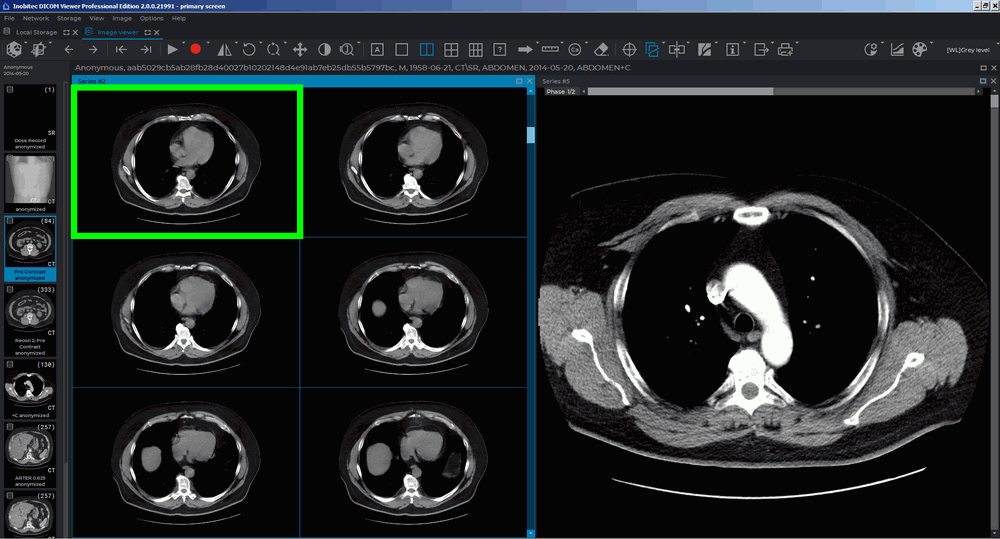 Inobitec DICOM Viewer Professional Edition 2.0.0.21991 - primary screen
File Network Storage View Image Options Help
Local Storage Image viewer
A ? Ca [WL]Grey level
Anonymous
2014-05-20
Anonymous, aab5029cb5ab28fb28d40027b10202148d4e91ab7eb25db55b5797bc, M, 1958-06-21, CT\SR, ABDOMEN, 2014-05-20, ABDOMEN+C
Series #2
Series #5
Phase 1/2
(1)
SR
Dose Record
anonymized
CT
anonymized
(84)
CT
Pre Contrast
anonymized
(333)
CT
Recon 2-Pre
Contrast
anonymized
(130)
CT
+C anonymized
(257)
CT
ARTER 0.625
anonymized
(257)
CT